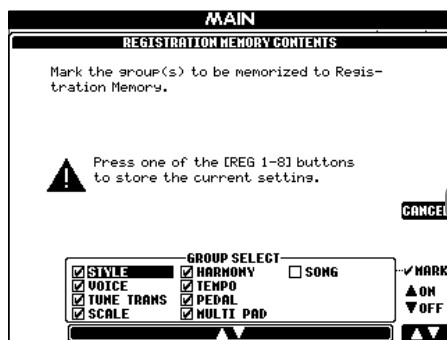 MAIN
REGISTRATION MEMORY CONTENTS
Mark the group(s) to be memorized to Regis-
tration Memory.
Press one of the [REG 1-8] buttons
to store the current setting.
CANCEL
GROUP SELECT
STYLE HARMONY SONG
VOICE TEMPO
TUNE TRANS PEDAL
SCALE MULTI PAD
MARK
ON
OFF